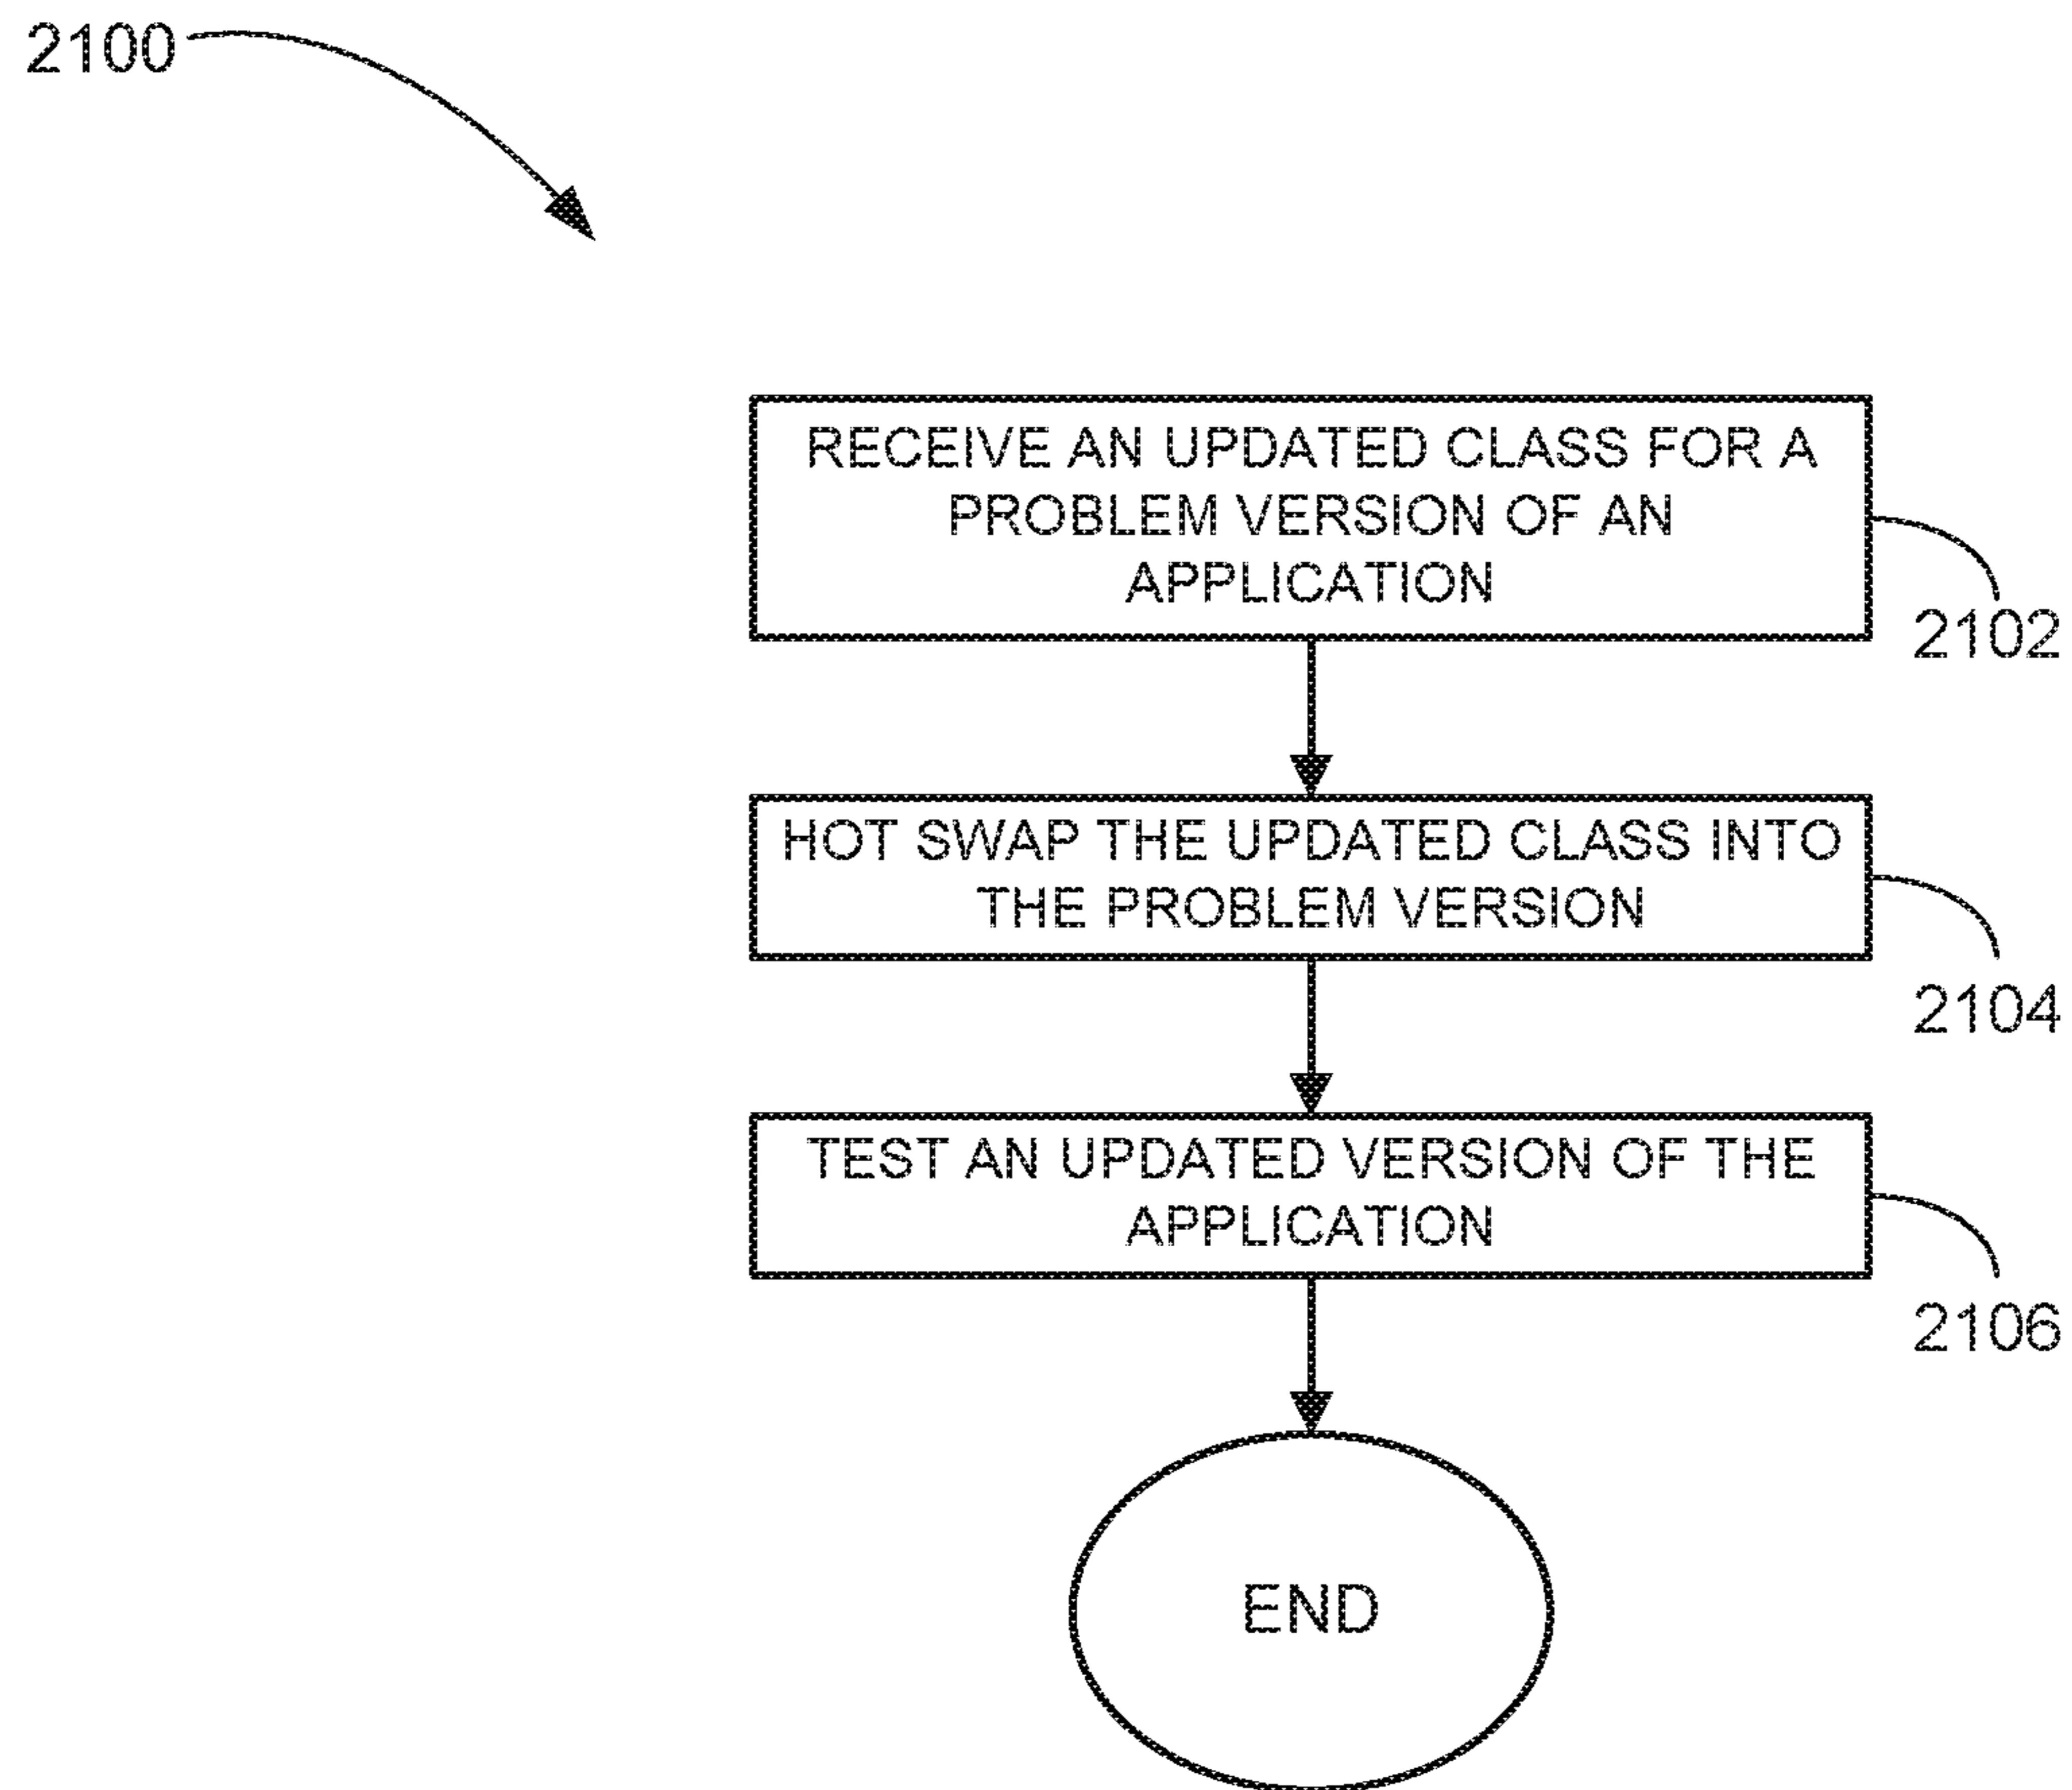 2100
RECEIVE AN UPDATED CLASS FOR A
PROBLEM VERSION OF AN
APPLICATION
2102
HOT SWAP THE UPDATED CLASS INTO
THE PROBLEM VERSION
2104
TEST AN UPDATED VERSION OF THE
APPLICATION
2106
END